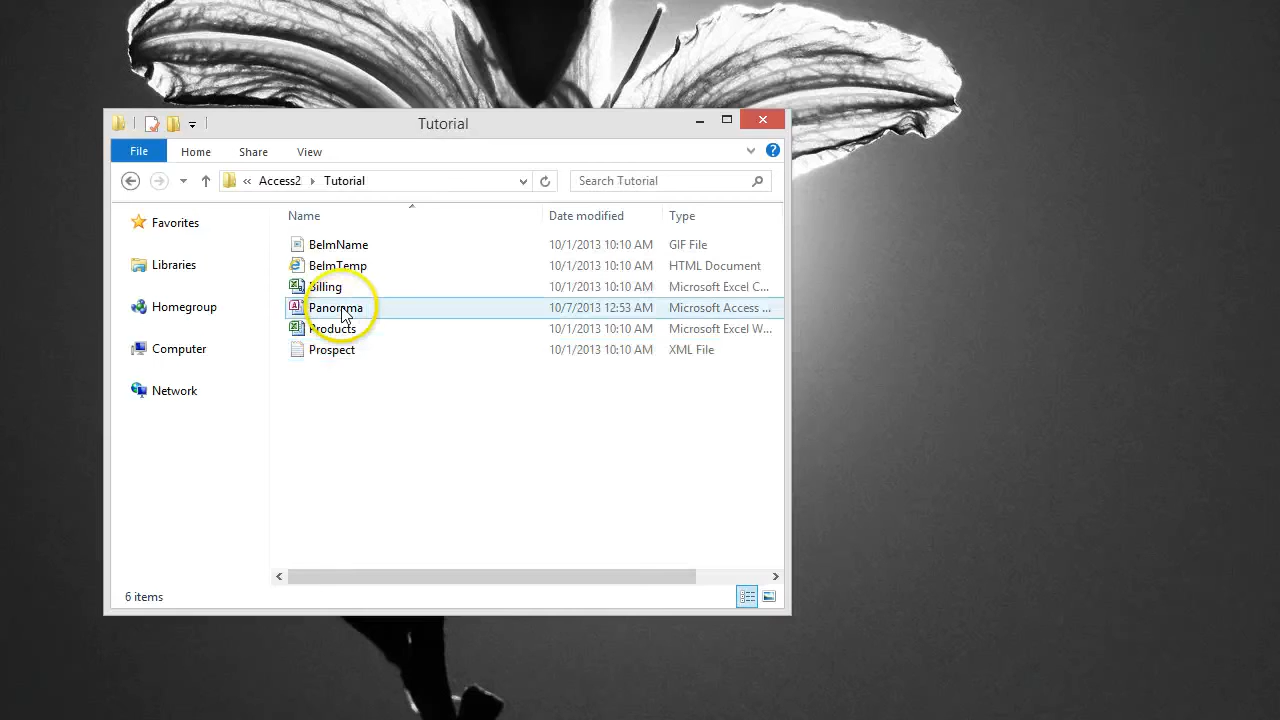 Tutorial
File Home Share View
Access2 Tutorial Search Tutorial
Name Date modified Type
Favorites
Libraries
Homegroup
Computer
Network
BelmName 10/1/2013 10:10 AM GIF File
BelmTemp 10/1/2013 10:10 AM HTML Document
Billing 10/1/2013 10:10 AM Microsoft Excel C...
Panorama 10/7/2013 12:53 AM Microsoft Access ...
Products 10/1/2013 10:10 AM Microsoft Excel W...
Prospect 10/1/2013 10:10 AM XML File
6 items